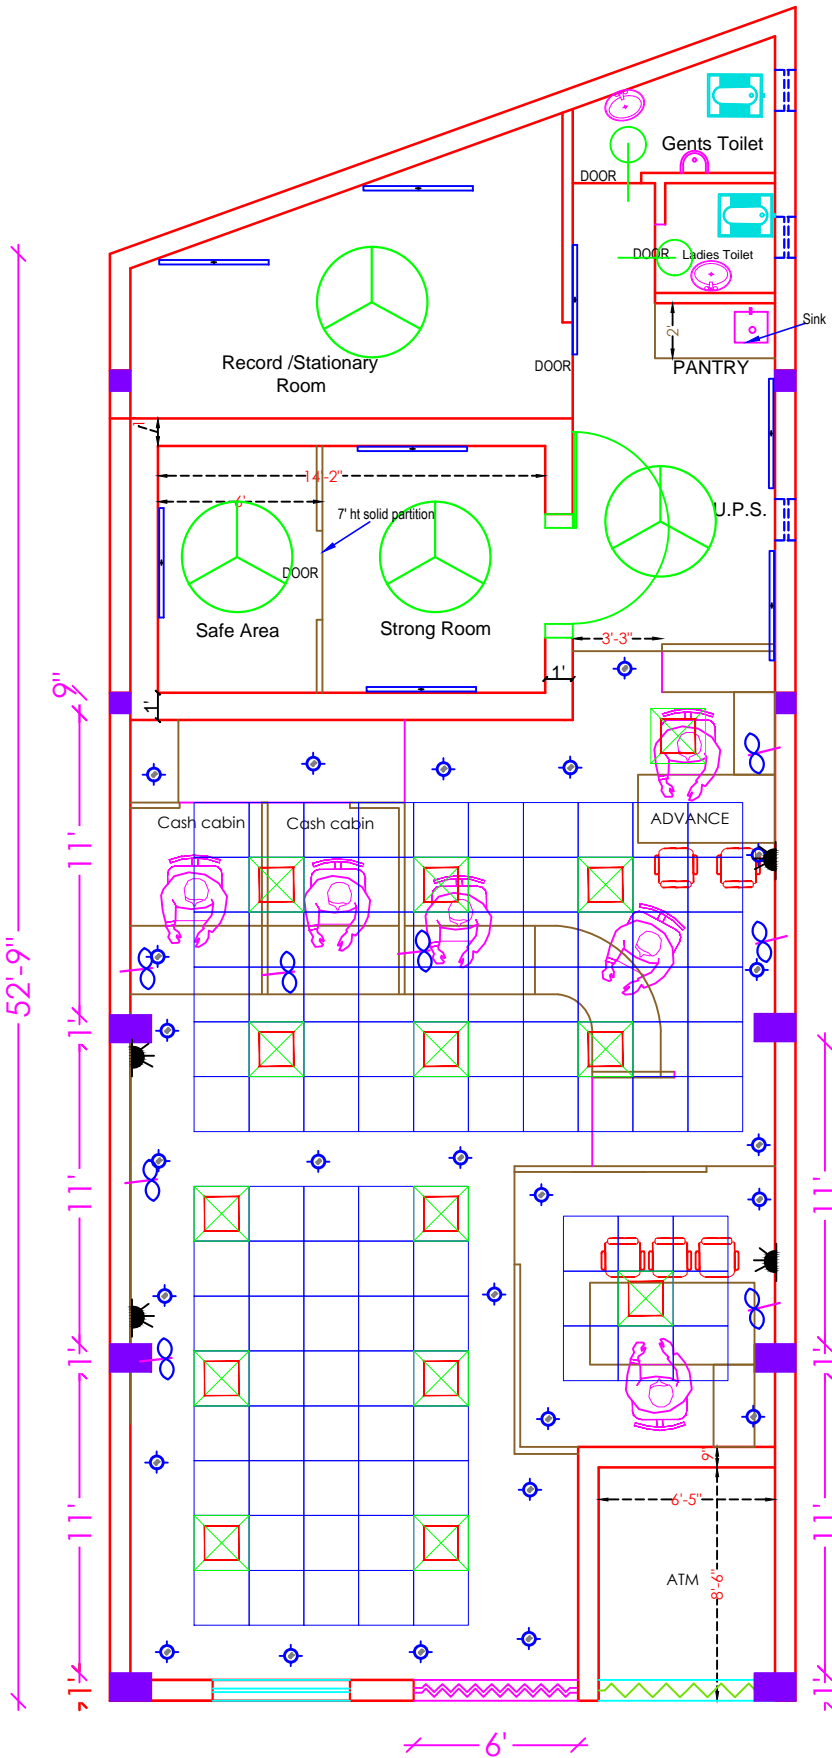 Gents Toilet
DOOR
DOOR
Ladies Toilet
Sink
2'
PANTRY
Record /Stationary
Room
DOOR
1'
14'-2"
6'
7' ht solid partition
U.P.S.
DOOR
Safe Area
Strong Room
3'-3"
1'
1'
9"
ADVANCE
Cash cabin
Cash cabin
11'
52'-9"
1'
11'
11'
1'
1'
9"
6'-5"
11'
11'
ATM
8'-6"
1'
1'
6'